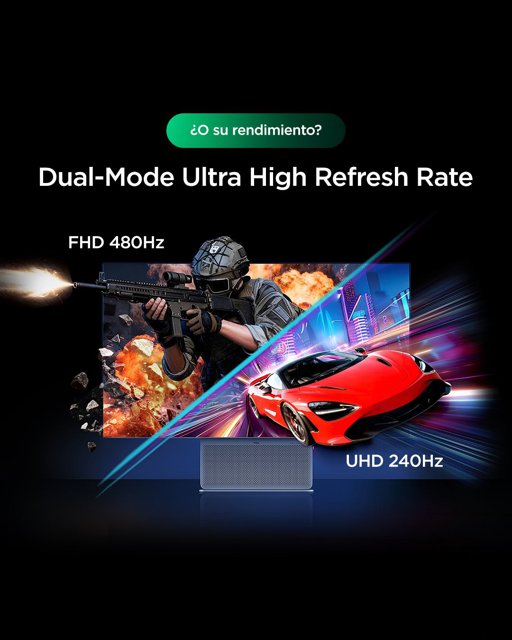 ¿O su rendimiento?
Dual-Mode Ultra High Refresh Rate
FHD 480Hz
UHD 240Hz